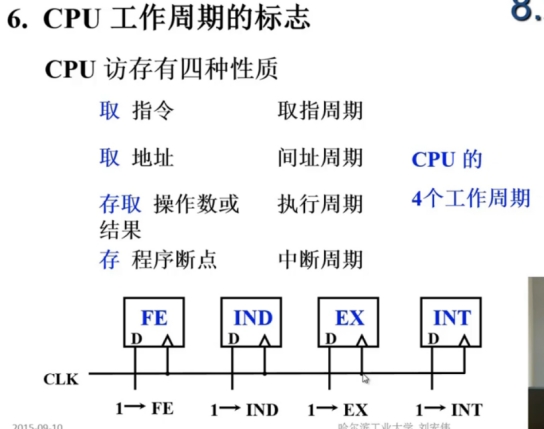 6. CPU 工作周期的标志
8.
CPU 访存有四种性质
取 指令 取指周期
取 地址 间址周期
CPU 的
存取 操作数或 执行周期
4个工作周期
结果
存 程序断点 中断周期
FE IND EX INT
D D D D
CLK
1→ FE 1→ IND 1→ EX 1→ INT
2015-09-10 哈尔滨工业大学 刘宏伟